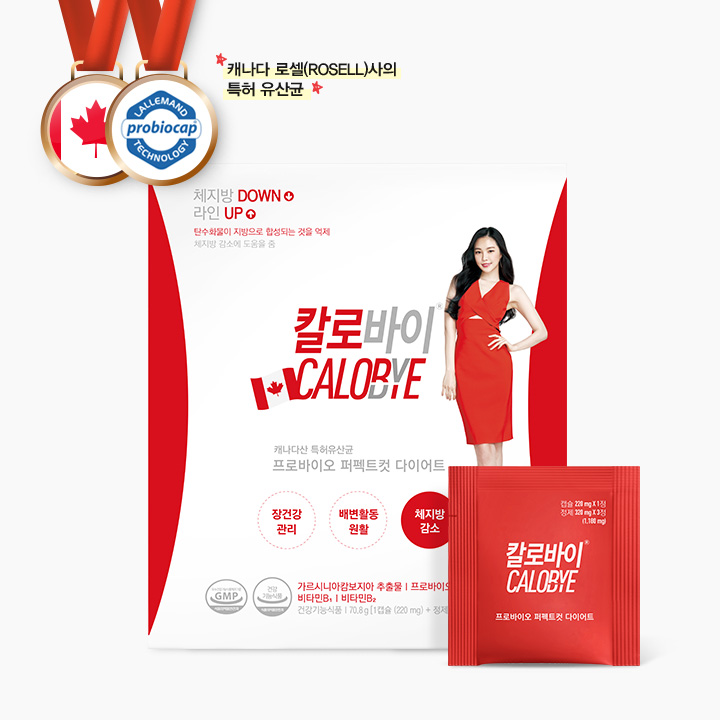 캐나다 로셀(ROSELL)사의
특허 유산균
LALLEMAND
probiocap®
TECHNOLOGY
체지방 DOWN
라인 UP
탄수화물이 지방으로 합성되는 것을 억제
체지방 감소에 도움을 줌
칼로바이®
CALOBYE
캐나다산 특허유산균
프로바이오 퍼펙트컷 다이어트
장건강
관리
배변활동
원활
체지방
감소
GMP
건강
기능식품
가르시니아캄보지아 추출물 | 프로바이오
비타민B₁ | 비타민B₂
건강기능식품 | 70.8 g [1캡슐 (220 mg) + 정제
캡슐 220 mg X 1정
정제 320 mg X 3정
(1,180 mg)
칼로바이®
CALOBYE
프로바이오 퍼펙트컷 다이어트